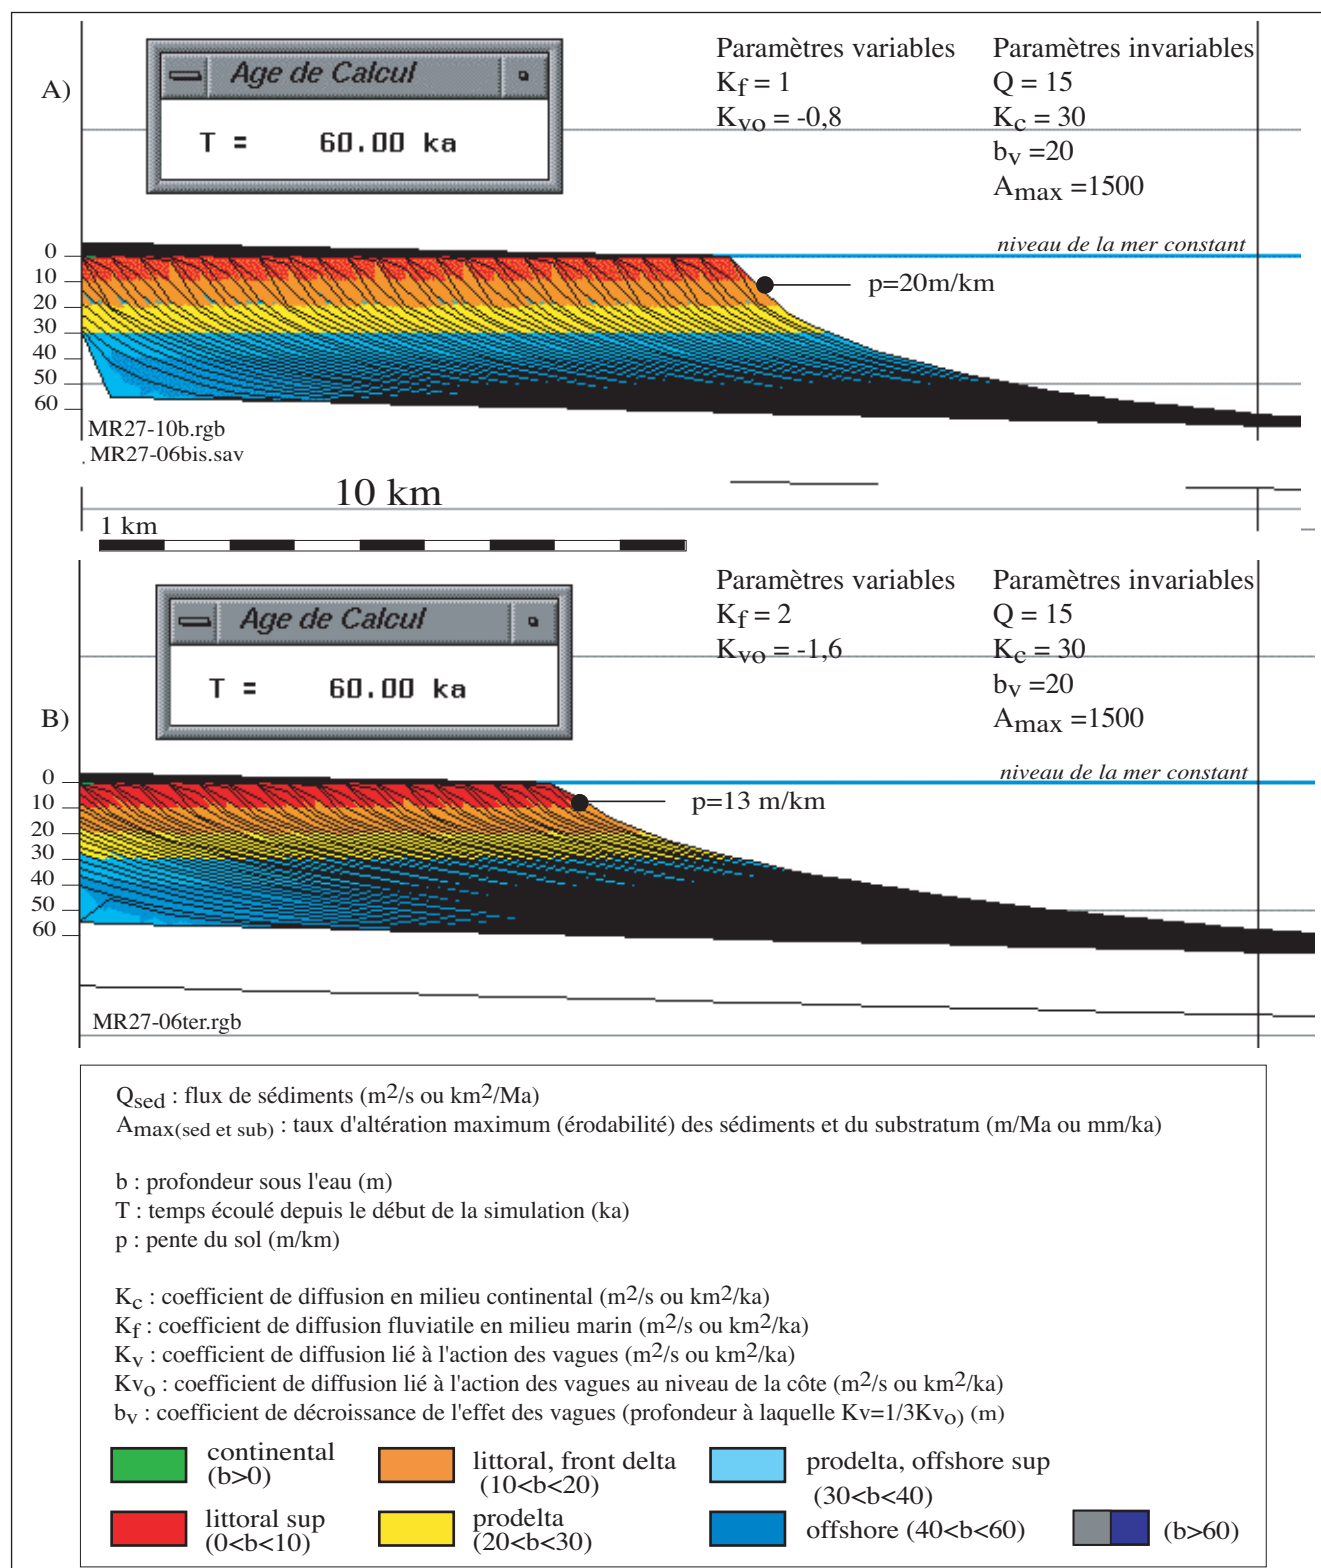 A)
Age de Calcul
T = 60.00 ka
Paramètres variables
Kf = 1
Kvo = -0,8
Paramètres invariables
Q = 15
Kc = 30
bv =20
Amax =1500
niveau de la mer constant
0
10
20
30
40
50
60
p=20m/km
MR27-10b.rgb
MR27-06bis.sav
10 km
1 km
B)
Age de Calcul
T = 60.00 ka
Paramètres variables
Kf = 2
Kvo = -1,6
Paramètres invariables
Q = 15
Kc = 30
bv =20
Amax =1500
niveau de la mer constant
0
10
20
30
40
50
60
p=13 m/km
MR27-06ter.rgb
Qsed : flux de sédiments (m2/s ou km2/Ma)
Amax(sed et sub) : taux d'altération maximum (érodabilité) des sédiments et du substratum (m/Ma ou mm/ka)
b : profondeur sous l'eau (m)
T : temps écoulé depuis le début de la simulation (ka)
p : pente du sol (m/km)
Kc : coefficient de diffusion en milieu continental (m2/s ou km2/ka)
Kf : coefficient de diffusion fluviatile en milieu marin (m2/s ou km2/ka)
Kv : coefficient de diffusion lié à l'action des vagues (m2/s ou km2/ka)
Kvo : coefficient de diffusion lié à l'action des vagues au niveau de la côte (m2/s ou km2/ka)
bv : coefficient de décroissance de l'effet des vagues (profondeur à laquelle Kv=1/3Kvo) (m)
continental
(b>0)
littoral, front delta
(10<b<20)
prodelta, offshore sup
(30<b<40)
littoral sup
(0<b<10)
prodelta
(20<b<30)
offshore (40<b<60)
(b>60)